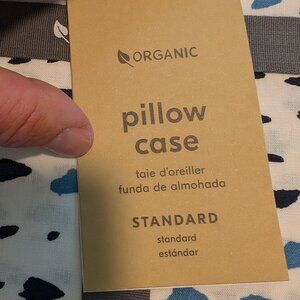 ORGANIC
pillow
case
taie d'oreiller
funda de almohada
STANDARD
standard
estándar